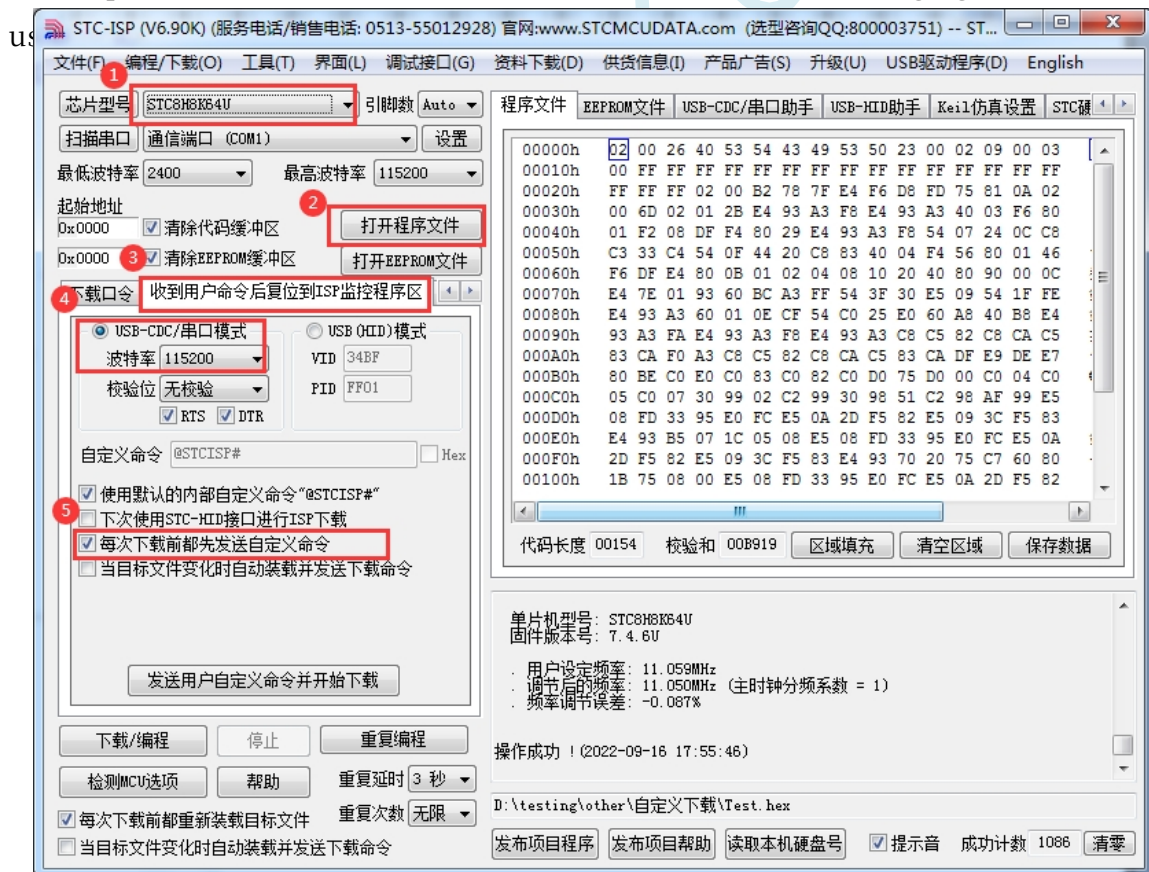 us
STC-ISP (V6.90K) (服务电话/销售电话: 0513-55012928) 官网:www.STCMCUDATA.com (选型咨询QQ:800003751) -- ST...
文件(F) 编程/下载(O) 工具(T) 界面(L) 调试接口(G) 资料下载(D) 供货信息(I) 产品广告(S) 升级(U) USB驱动程序(D) English
1
芯片型号 STC8H8K64U 引脚数 Auto
扫描串口 通信端口 (COM1) 设置
最低波特率 2400 最高波特率 115200
起始地址
2
0x0000 清除代码缓冲区 打开程序文件
0x0000 3 清除EEPROM缓冲区 打开EEPROM文件
4 下载口令 收到用户命令后复位到ISP监控程序区
USB-CDC/串口模式 USB(HID)模式
波特率 115200 VID 34BF
校验位 无校验 PID FF01
RTS DTR
自定义命令 @STCISP# Hex
使用默认的内部自定义命令“@STCISP#”
5 下次使用STC-HID接口进行ISP下载
每次下载前都先发送自定义命令
当目标文件变化时自动装载并发送下载命令
发送用户自定义命令并开始下载
下载/编程 停止 重复编程
检测MCU选项 帮助 重复延时 3 秒
每次下载前都重新装载目标文件 重复次数 无限
当目标文件变化时自动装载并发送下载命令
程序文件 EEPROM文件 USB-CDC/串口助手 USB-HID助手 Keil仿真设置 STC硬
00000h 02 00 26 40 53 54 43 49 53 50 23 00 02 09 00 03
00010h 00 FF FF FF FF FF FF FF FF FF FF FF FF FF FF FF
00020h FF FF FF 02 00 B2 78 7F E4 F6 D8 FD 75 81 0A 02
00030h 00 6D 02 01 2B E4 93 A3 F8 E4 93 A3 40 03 F6 80
00040h 01 F2 08 DF F4 80 29 E4 93 A3 F8 54 07 24 0C C8
00050h C3 33 C4 54 0F 44 20 C8 83 40 04 F4 56 80 01 46
00060h F6 DF E4 80 0B 01 02 04 08 10 20 40 80 90 00 0C
00070h E4 7E 01 93 60 BC A3 FF 54 3F 30 E5 09 54 1F FE
00080h E4 93 A3 60 01 0E CF 54 C0 25 E0 60 A8 40 B8 E4
00090h 93 A3 FA E4 93 A3 F8 E4 93 A3 C8 C5 82 C8 CA C5
000A0h 83 CA F0 A3 C8 C5 82 C8 CA C5 83 CA DF E9 DE E7
000B0h 80 BE C0 E0 C0 83 C0 82 C0 D0 75 D0 00 C0 04 C0
000C0h 05 C0 07 30 99 02 C2 99 30 98 51 C2 98 AF 99 E5
000D0h 08 FD 33 95 E0 FC E5 0A 2D F5 82 E5 09 3C F5 83
000E0h E4 93 B5 07 1C 05 08 E5 08 FD 33 95 E0 FC E5 0A
000F0h 2D F5 82 E5 09 3C F5 83 E4 93 70 20 75 C7 60 80
00100h 1B 75 08 00 E5 08 FD 33 95 E0 FC E5 0A 2D F5 82
代码长度 00154 校验和 00B919 区域填充 清空区域 保存数据
单片机型号: STC8H8K64U
固件版本号: 7.4.6U
. 用户设定频率: 11.059MHz
. 调节后的频率: 11.050MHz (主时钟分频系数 = 1)
. 频率调节误差: -0.087%
操作成功 !(2022-09-16 17:55:46)
D:\testing\other\自定义下载\Test.hex
发布项目程序 发布项目帮助 读取本机硬盘号 提示音 成功计数 1086 清零